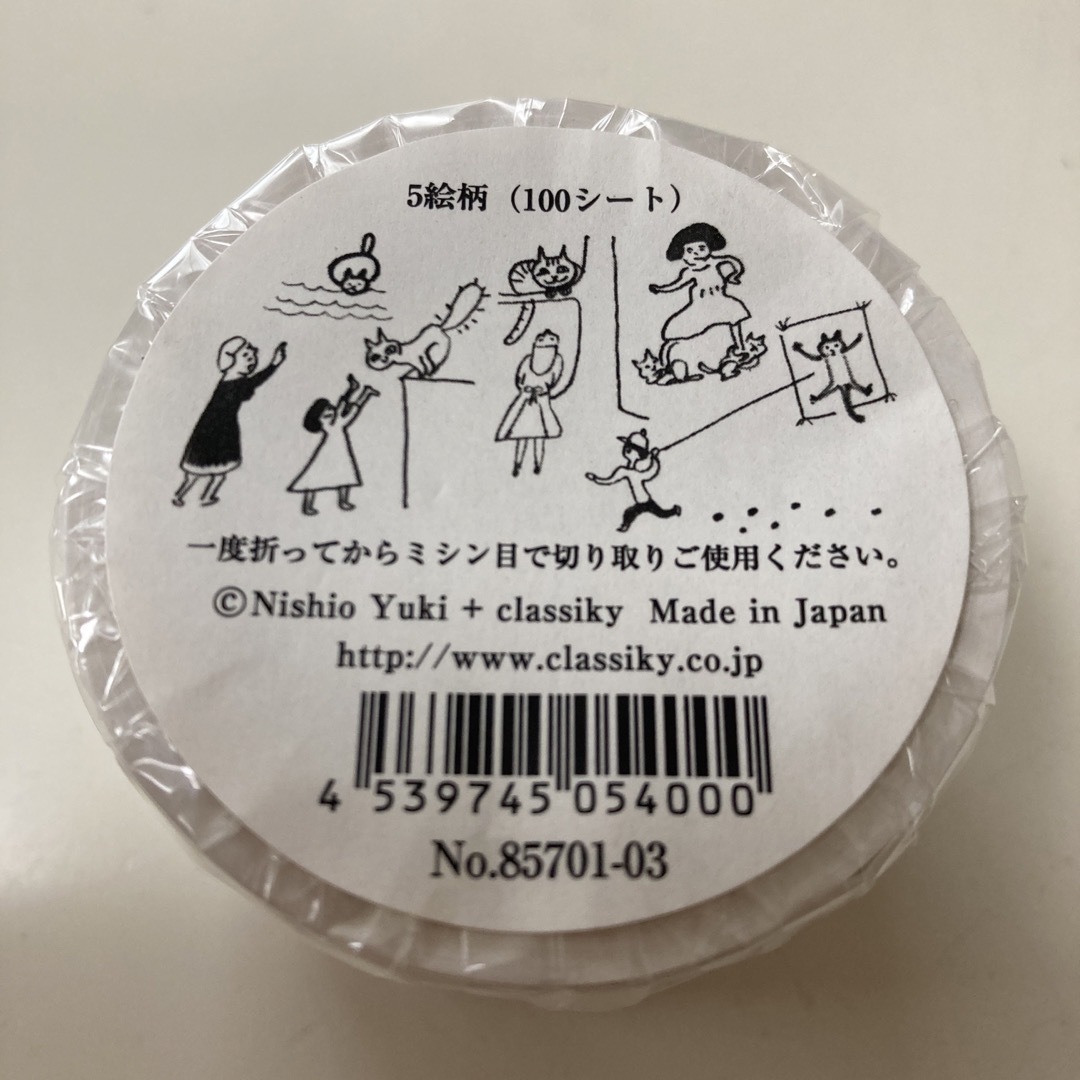 5絵柄（100シート）
一度折ってからミシン目で切り取りご使用ください。
©Nishio Yuki + classiky Made in Japan
http://www.classiky.co.jp
4 539745 054000
No.85701-03